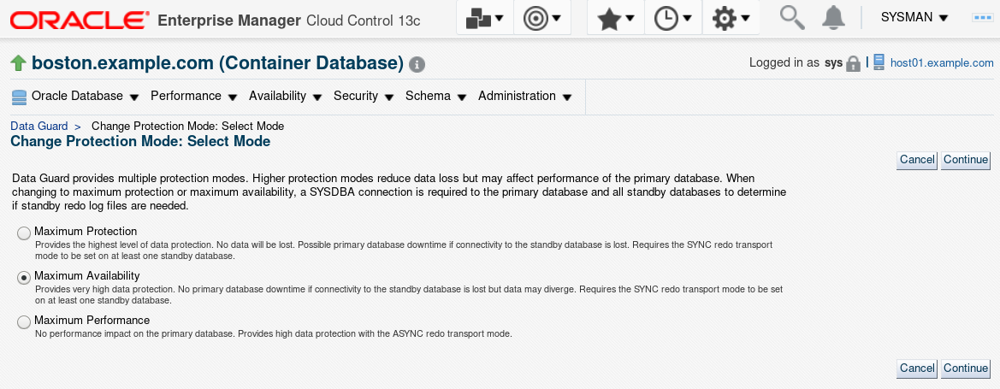 ORACLE Enterprise Manager Cloud Control 13c SYSMAN
boston.example.com (Container Database) Logged in as sys host01.example.com
Oracle Database Performance Availability Security Schema Administration
Data Guard > Change Protection Mode: Select Mode
Change Protection Mode: Select Mode
Cancel Continue
Data Guard provides multiple protection modes. Higher protection modes reduce data loss but may affect performance of the primary database. When
changing to maximum protection or maximum availability, a SYSDBA connection is required to the primary database and all standby databases to determine
if standby redo log files are needed.
Maximum Protection
Provides the highest level of data protection. No data will be lost. Possible primary database downtime if connectivity to the standby database is lost. Requires the SYNC redo transport
mode to be set on at least one standby database.
Maximum Availability
Provides very high data protection. No primary database downtime if connectivity to the standby database is lost but data may diverge. Requires the SYNC redo transport mode to be set
on at least one standby database.
Maximum Performance
No performance impact on the primary database. Provides high data protection with the ASYNC redo transport mode.
Cancel Continue